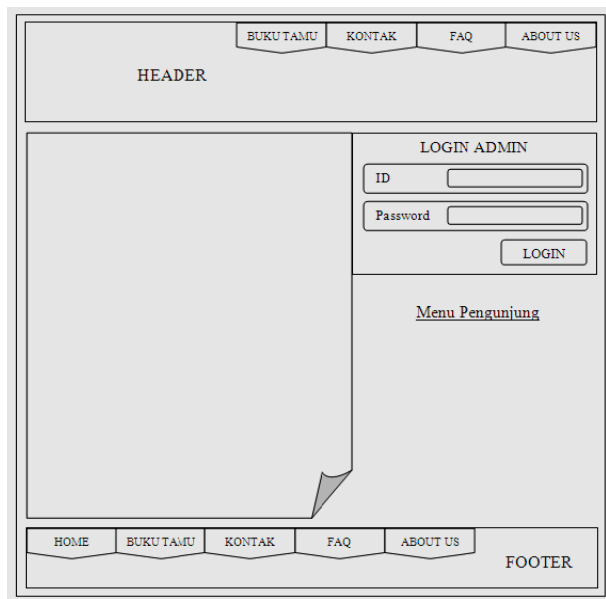 BUKU TAMU KONTAK FAQ ABOUT US
HEADER
LOGIN ADMIN
ID
Password
LOGIN
Menu Pengunjung
HOME BUKU TAMU KONTAK FAQ ABOUT US
FOOTER